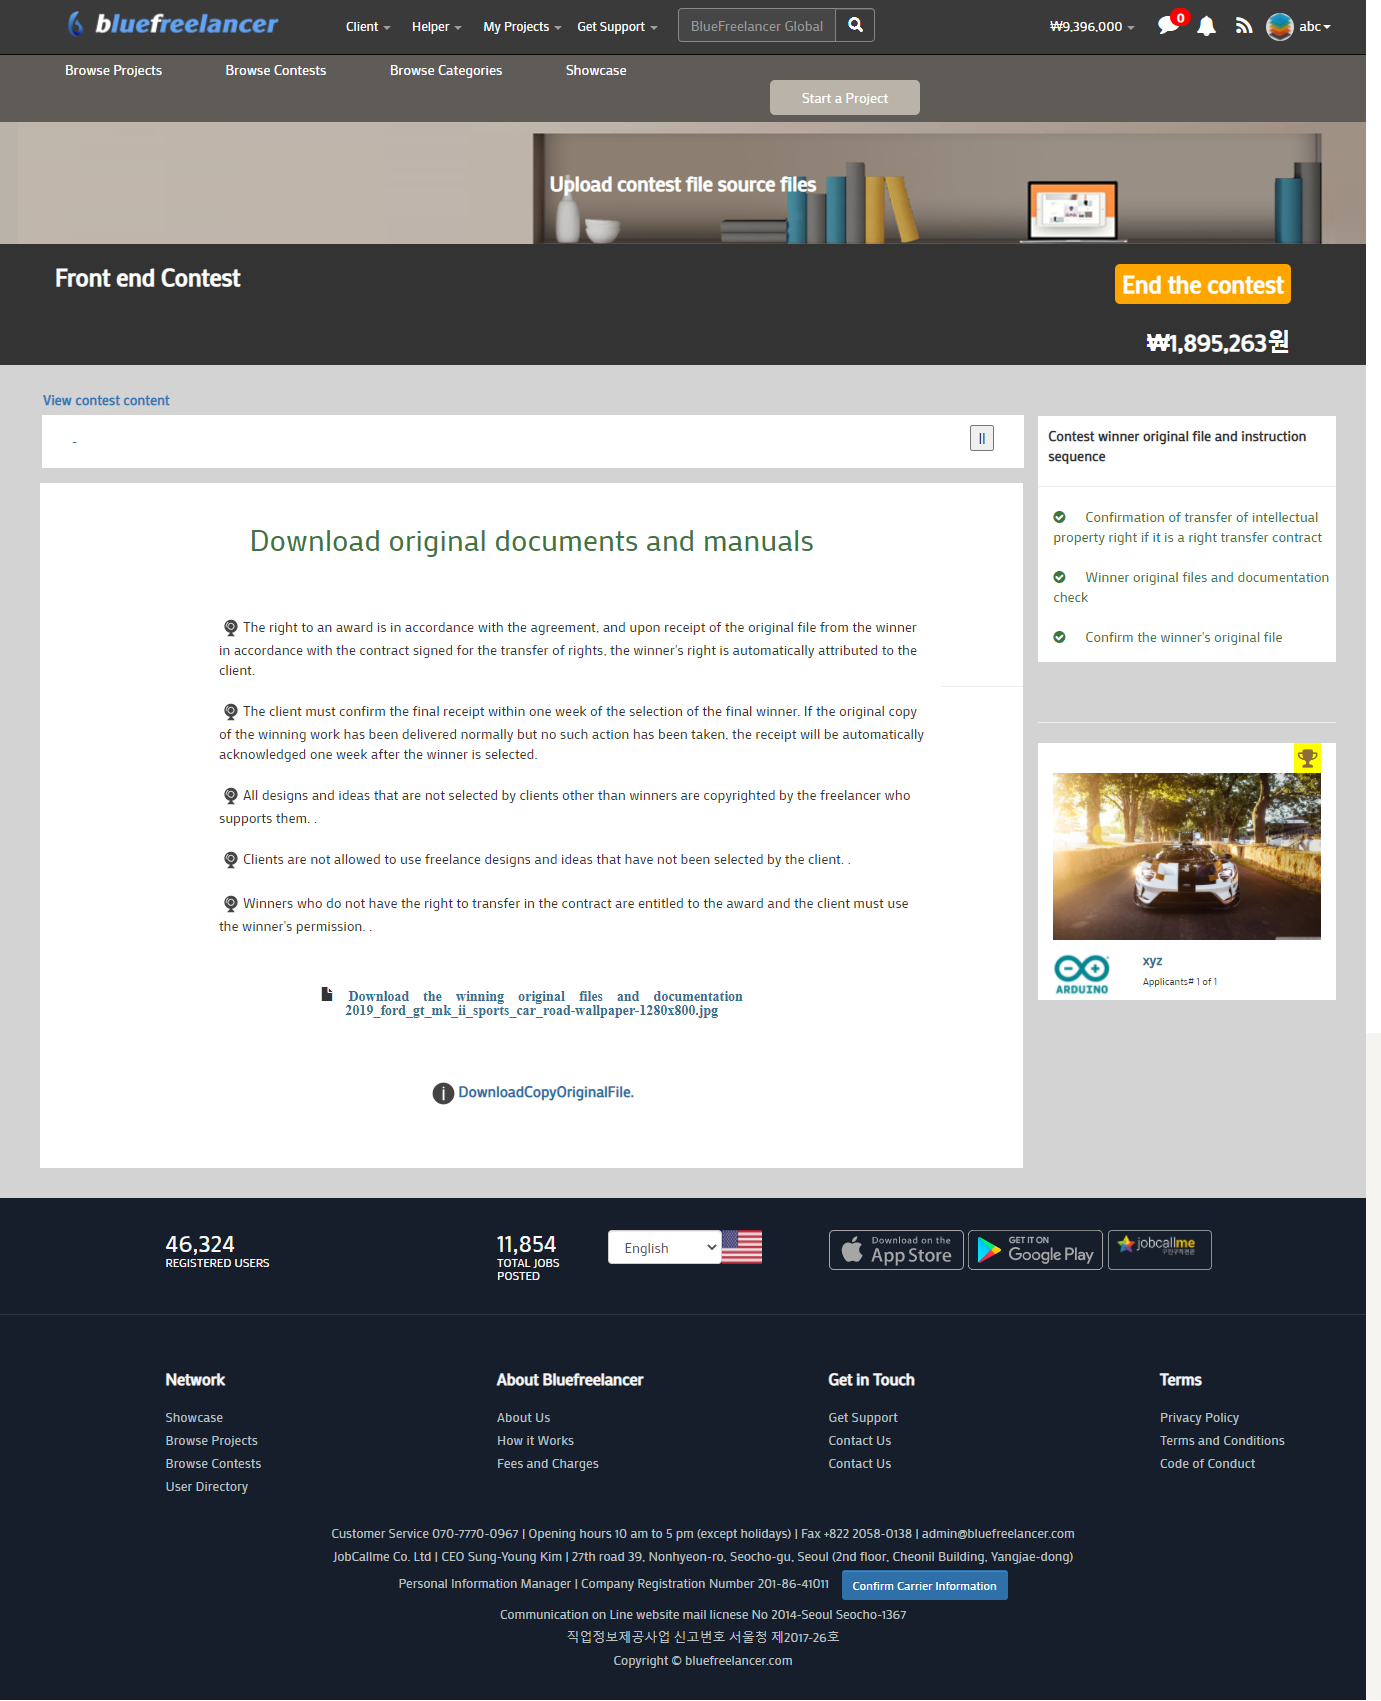 bluefreelancer
Client Helper My Projects Get Support BlueFreelancer Global ₩9,396,000 0 abc
Browse Projects Browse Contests Browse Categories Showcase
Start a Project
Upload contest file source files
Front end Contest
End the contest
₩1,895,263원
View contest content
-
||
Download original documents and manuals
The right to an award is in accordance with the agreement, and upon receipt of the original file from the winner
in accordance with the contract signed for the transfer of rights, the winner's right is automatically attributed to the
client.
The client must confirm the final receipt within one week of the selection of the final winner. If the original copy
of the winning work has been delivered normally but no such action has been taken, the receipt will be automatically
acknowledged one week after the winner is selected.
All designs and ideas that are not selected by clients other than winners are copyrighted by the freelancer who
supports them. .
Clients are not allowed to use freelance designs and ideas that have not been selected by the client. .
Winners who do not have the right to transfer in the contract are entitled to the award and the client must use
the winner's permission. .
Download the winning original files and documentation
2019_ford_gt_mk_ii_sports_car_road-wallpaper-1280x800.jpg
DownloadCopyOriginalFile.
Contest winner original file and instruction
sequence
Confirmation of transfer of intellectual
property right if it is a right transfer contract
Winner original files and documentation
check
Confirm the winner's original file
ARDUINO
xyz
Applicants# 1 of 1
46,324
REGISTERED USERS
11,854
TOTAL JOBS
POSTED
English
Download on the
App Store
GET IT ON
Google Play
jobcallme
구인구직전문
Network
Showcase
Browse Projects
Browse Contests
User Directory
About Bluefreelancer
About Us
How it Works
Fees and Charges
Get in Touch
Get Support
Contact Us
Contact Us
Terms
Privacy Policy
Terms and Conditions
Code of Conduct
Customer Service 070-7770-0967 | Opening hours 10 am to 5 pm (except holidays) | Fax +822 2058-0138 | admin@bluefreelancer.com
JobCallme Co. Ltd | CEO Sung-Young Kim | 27th road 39, Nonhyeon-ro, Seocho-gu, Seoul (2nd floor, Cheonil Building, Yangjae-dong)
Personal Information Manager | Company Registration Number 201-86-41011 Confirm Carrier Information
Communication on Line website mail licnese No 2014-Seoul Seocho-1367
직업정보제공사업 신고번호 서울청 제2017-26호
Copyright © bluefreelancer.com